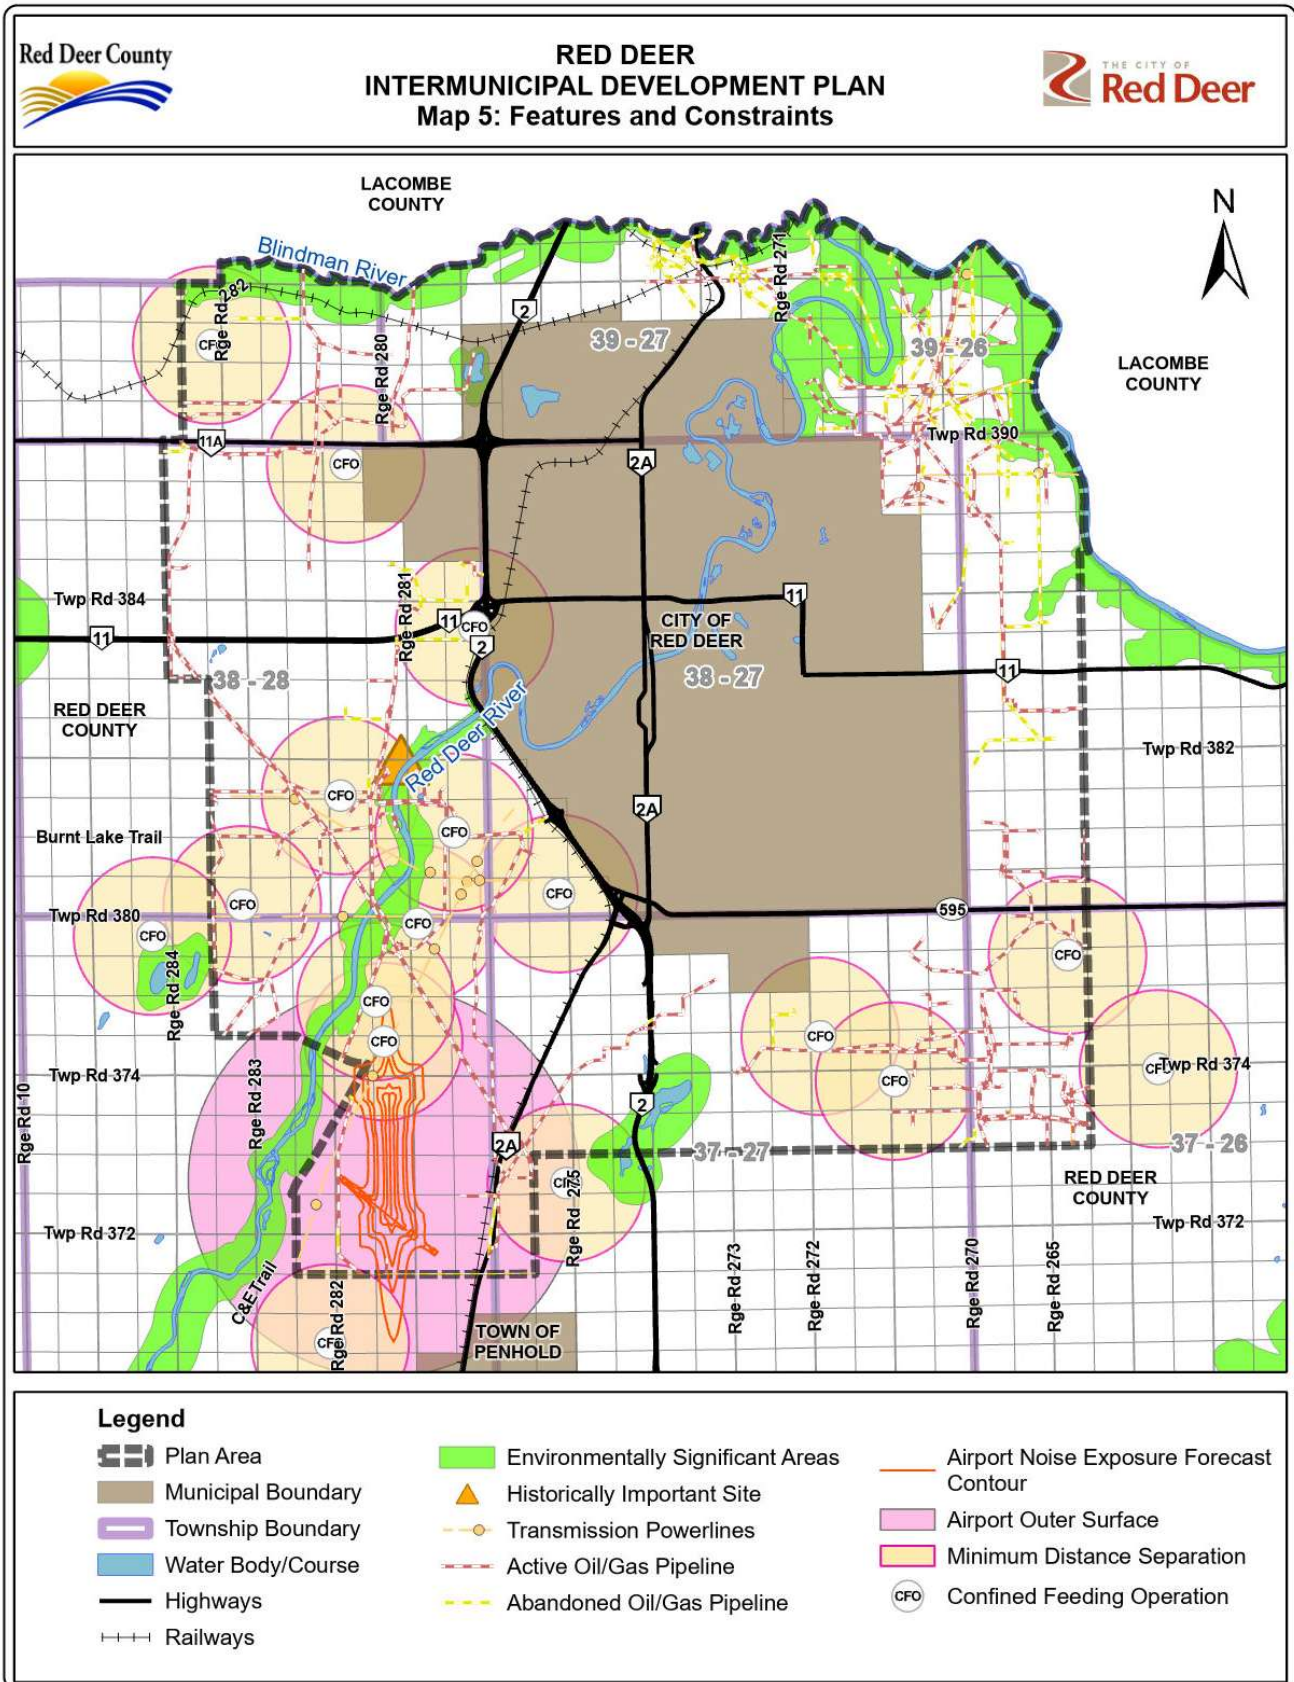 Red Deer County
RED DEER
INTERMUNICIPAL DEVELOPMENT PLAN
Map 5: Features and Constraints
THE CITY OF
Red Deer
LACOMBE
COUNTY
N
Blindman River
Rge Rd 271
Rge Rd 282
2
CFO
39 - 27
39 - 26
Rge Rd 280
LACOMBE
COUNTY
11A
2A
Twp Rd 390
CFO
Twp Rd 384
Rge Rd 281
11
11
CFO
2
11
CITY OF
RED DEER
38 - 28
38 - 27
11
RED DEER
COUNTY
Red Deer River
Twp Rd 382
CFO
2A
Burnt Lake Trail
CFO
CFO
CFO
CFO
Twp Rd 380
CFO
CFO
595
CFO
Rge Rd 284
CFO
CFO
CFO
Twp Rd 374
Rge Rd 283
CFO
CFO
Twp Rd 374
Rge Rd 10
2
2A
37 - 27
37 - 26
CFO
Rge Rd 275
RED DEER
COUNTY
Twp Rd 372
Twp Rd 372
Rge Rd 273
Rge Rd 272
Rge Rd 270
Rge Rd 265
C&E Trail
CFO
Rge Rd 282
TOWN OF
PENHOLD
Legend
Plan Area
Municipal Boundary
Township Boundary
Water Body/Course
Highways
Railways
Environmentally Significant Areas
Historically Important Site
Transmission Powerlines
Active Oil/Gas Pipeline
Abandoned Oil/Gas Pipeline
Airport Noise Exposure Forecast
Contour
Airport Outer Surface
Minimum Distance Separation
CFO
Confined Feeding Operation